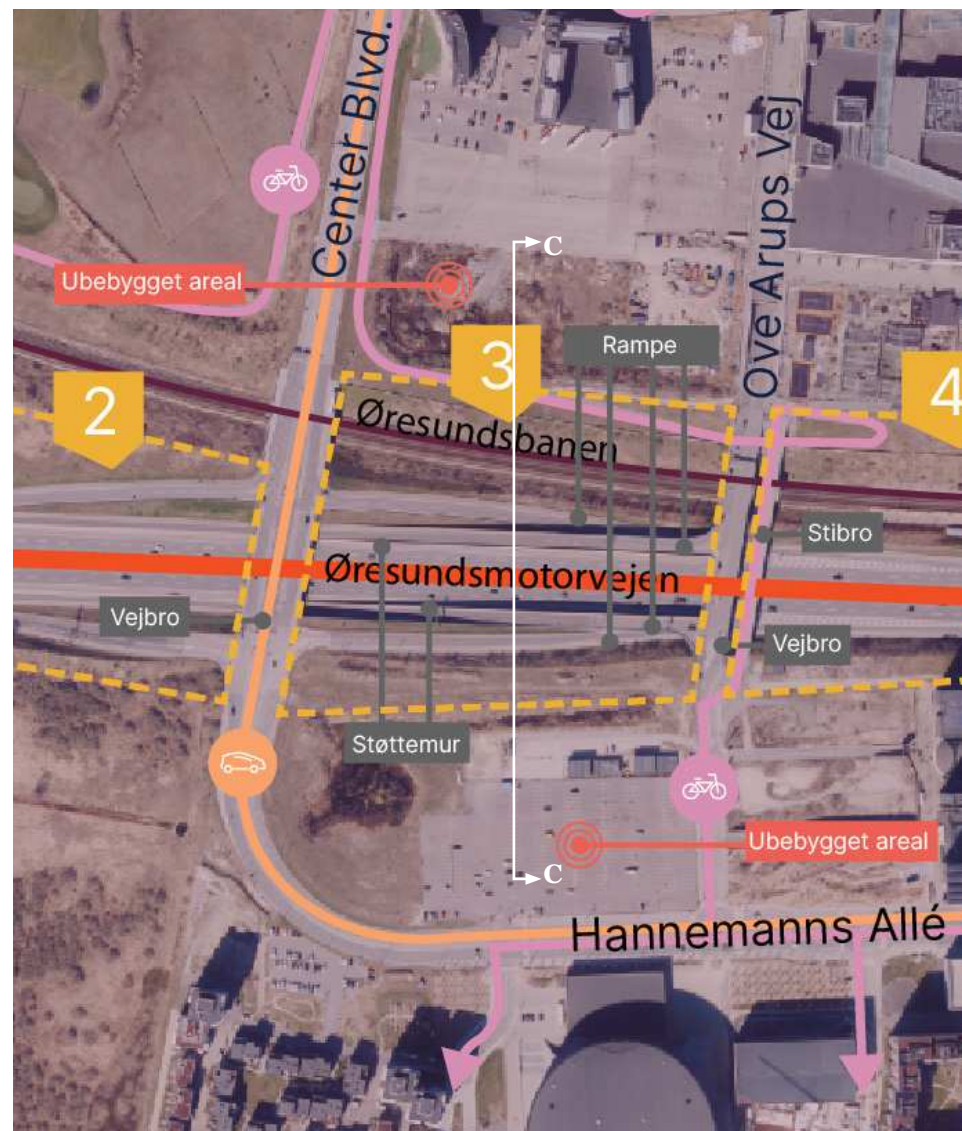 Center Blvd.
Ove Arups Vej
C
Ubebygget areal
Rampe
3
2
4
Øresundsbanen
Stibro
Øresundsmotorvejen
Vejbro
Vejbro
Støttemur
Ubebygget areal
C
Hannemanns Allé